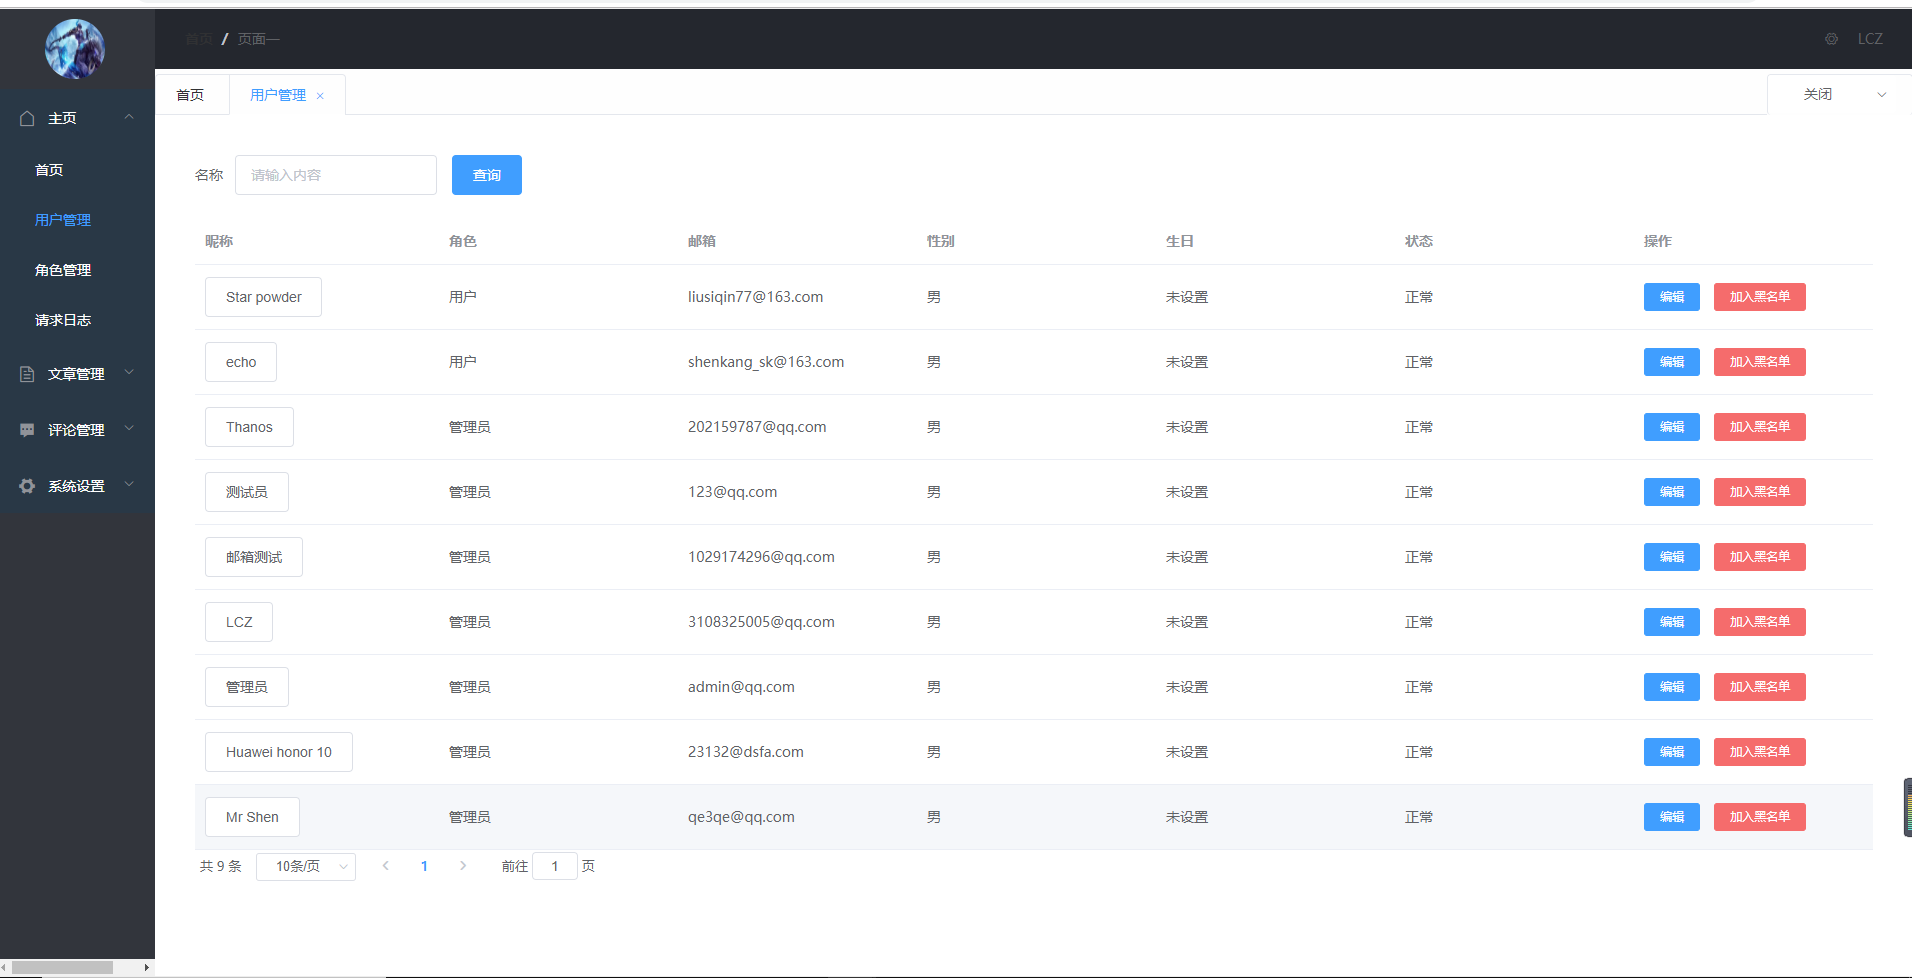 首页 / 页面一
LCZ
首页 用户管理 ×
关闭
主页
首页
用户管理
角色管理
请求日志
文章管理
评论管理
系统设置
名称 请输入内容 查询
昵称 角色 邮箱 性别 生日 状态 操作
Star powder 用户 liusiqin77@163.com 男 未设置 正常 编辑 加入黑名单
echo 用户 shenkang_sk@163.com 男 未设置 正常 编辑 加入黑名单
Thanos 管理员 202159787@qq.com 男 未设置 正常 编辑 加入黑名单
测试员 管理员 123@qq.com 男 未设置 正常 编辑 加入黑名单
邮箱测试 管理员 1029174296@qq.com 男 未设置 正常 编辑 加入黑名单
LCZ 管理员 3108325005@qq.com 男 未设置 正常 编辑 加入黑名单
管理员 管理员 admin@qq.com 男 未设置 正常 编辑 加入黑名单
Huawei honor 10 管理员 23132@dsfa.com 男 未设置 正常 编辑 加入黑名单
Mr Shen 管理员 qe3qe@qq.com 男 未设置 正常 编辑 加入黑名单
共 9 条 10条/页 1 前往 1 页